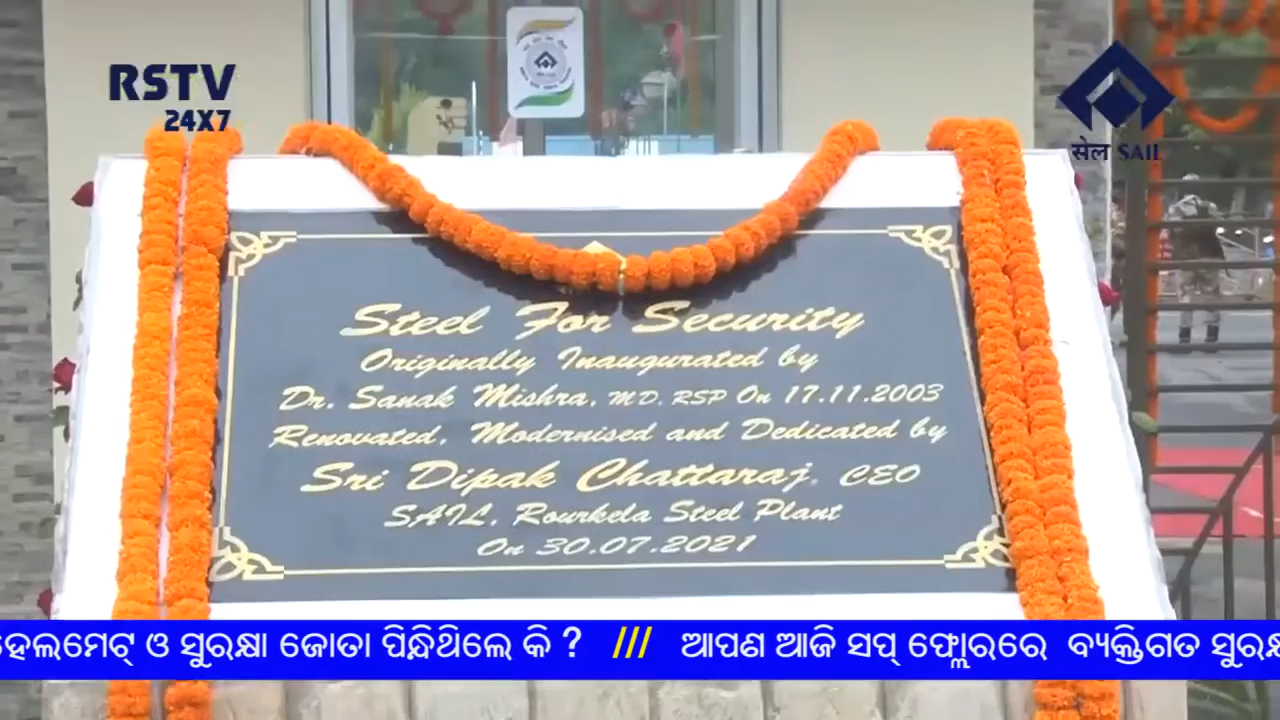 RSTV
24X7
सेल SAIL
Steel For Security
Originally Inaugurated by
Dr. Sanak Mishra, MD, RSP On 17.11.2003
Renovated, Modernised and Dedicated by
Sri Dipak Chattaraj, CEO
SAIL, Rourkela Steel Plant
On 30.07.2021
ହେଲମେଟ୍ ଓ ସୁରକ୍ଷା ଜୋତା ପିନ୍ଧିଥିଲେ କି ? /// ଆପଣ ଆଜି ସପ୍ ଫ୍ଲୋରରେ ବ୍ୟକ୍ତିଗତ ସୁରକ୍ଷ